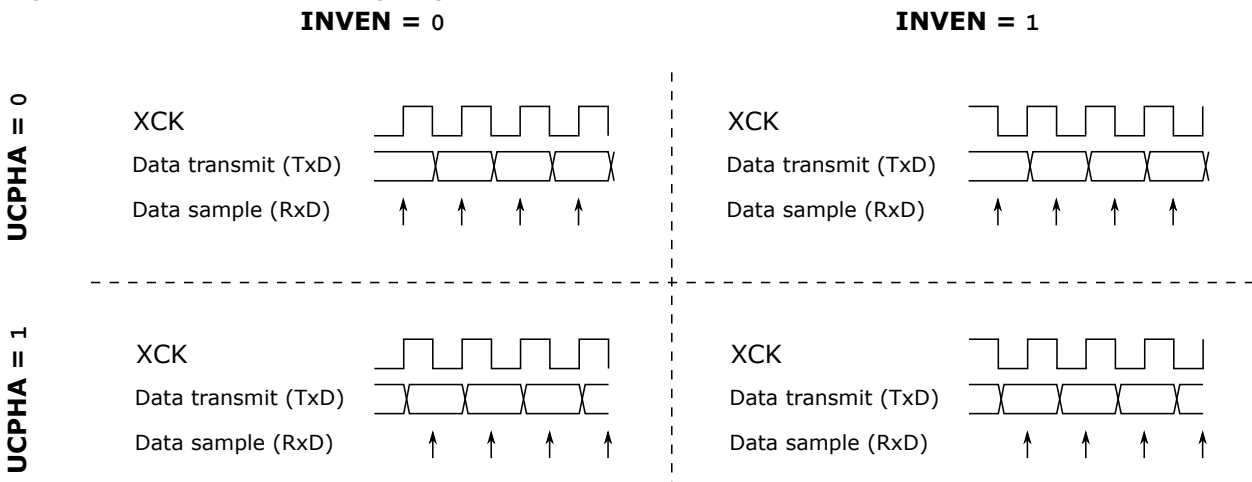 INVEN = 0
INVEN = 1
UCPHA = 0
XCK
Data transmit (TxD)
Data sample (RxD)
XCK
Data transmit (TxD)
Data sample (RxD)
UCPHA = 1
XCK
Data transmit (TxD)
Data sample (RxD)
XCK
Data transmit (TxD)
Data sample (RxD)